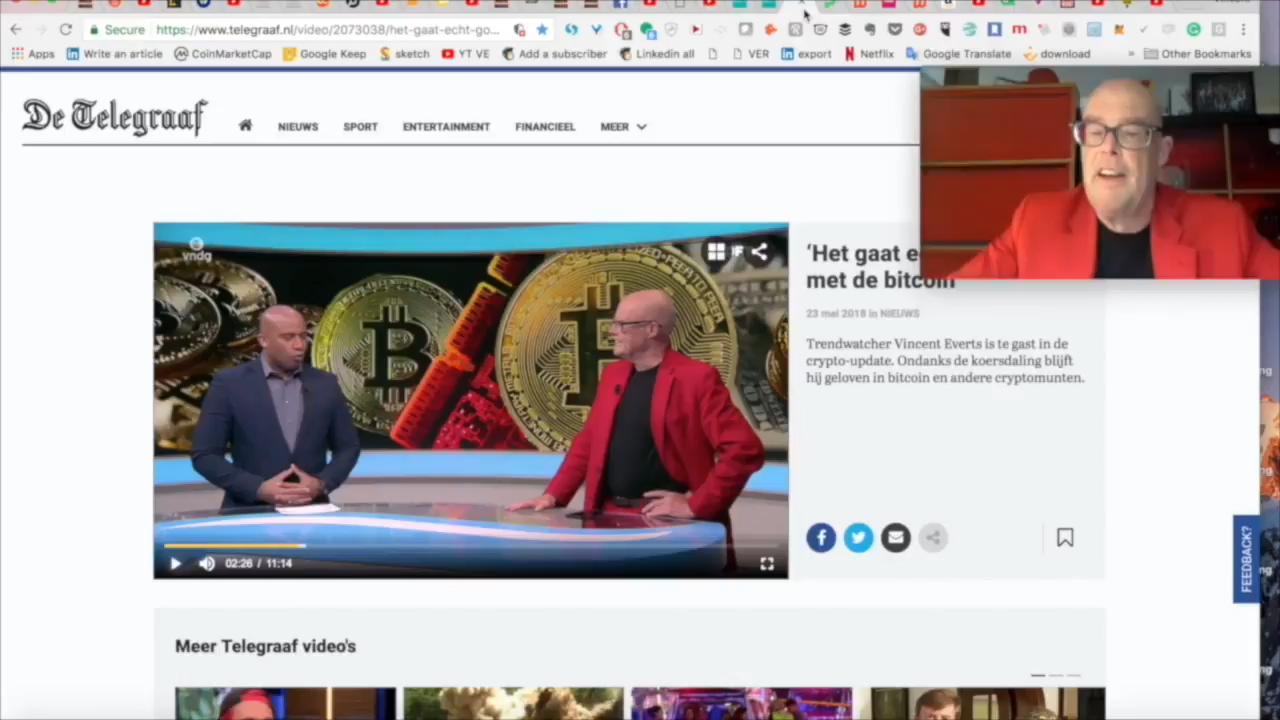 Secure https://www.telegraaf.nl/video/2073038/het-gaat-echt-go...
Apps Write an article CoinMarketCap Google Keep sketch YT VE Add a subscriber Linkedin all VER export Netflix Google Translate download » Other Bookmarks
De Telegraaf
NIEUWS SPORT ENTERTAINMENT FINANCIEEL MEER
vndg
‘Het gaat e
met de bitcoin
23 mei 2018 in NIEUWS
Trendwatcher Vincent Everts is te gast in de
crypto-update. Ondanks de koersdaling blijft
hij geloven in bitcoin en andere cryptomunten.
02:26 / 11:14
FEEDBACK?
Meer Telegraaf video's